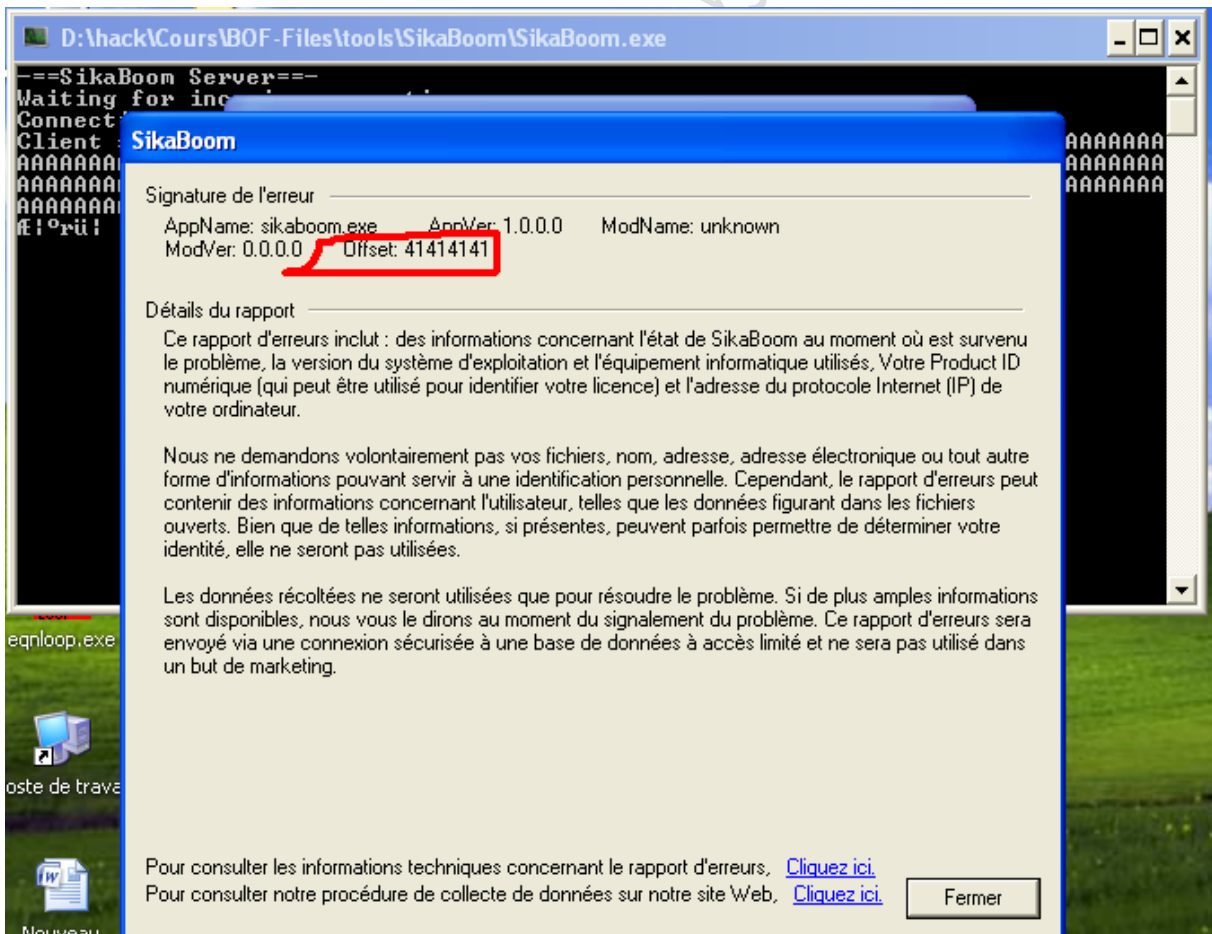 D:\hack\Cours\BOF-Files\tools\SikaBoom\SikaBoom.exe
-==SikaBoom Server==-
Waiting for
Client
AAAAAAA
AAAAAAA
AAAAAAA
SikaBoom
Signature de l'erreur
AppName: sikaboom.exe AppVer: 1.0.0.0 ModName: unknown
ModVer: 0.0.0.0 Offset: 41414141
Détails du rapport
Ce rapport d'erreurs inclut : des informations concernant l'état de SikaBoom au moment où est survenu
le problème, la version du système d'exploitation et l'équipement informatique utilisés, Votre Product ID
numérique (qui peut être utilisé pour identifier votre licence) et l'adresse du protocole Internet (IP) de
votre ordinateur.
Nous ne demandons volontairement pas vos fichiers, nom, adresse, adresse électronique ou tout autre
forme d'informations pouvant servir à une identification personnelle. Cependant, le rapport d'erreurs peut
contenir des informations concernant l'utilisateur, telles que les données figurant dans les fichiers
ouverts. Bien que de telles informations, si présentes, peuvent parfois permettre de déterminer votre
identité, elle ne seront pas utilisées.
Les données récoltées ne seront utilisées que pour résoudre le problème. Si de plus amples informations
sont disponibles, nous vous le dirons au moment du signalement du problème. Ce rapport d'erreurs sera
envoyé via une connexion sécurisée à une base de données à accès limité et ne sera pas utilisé dans
un but de marketing.
eqnloop.exe
oste de trava
Pour consulter les informations techniques concernant le rapport d'erreurs, Cliquez ici.
Pour consulter notre procédure de collecte de données sur notre site Web, Cliquez ici.
Fermer
Nouveau